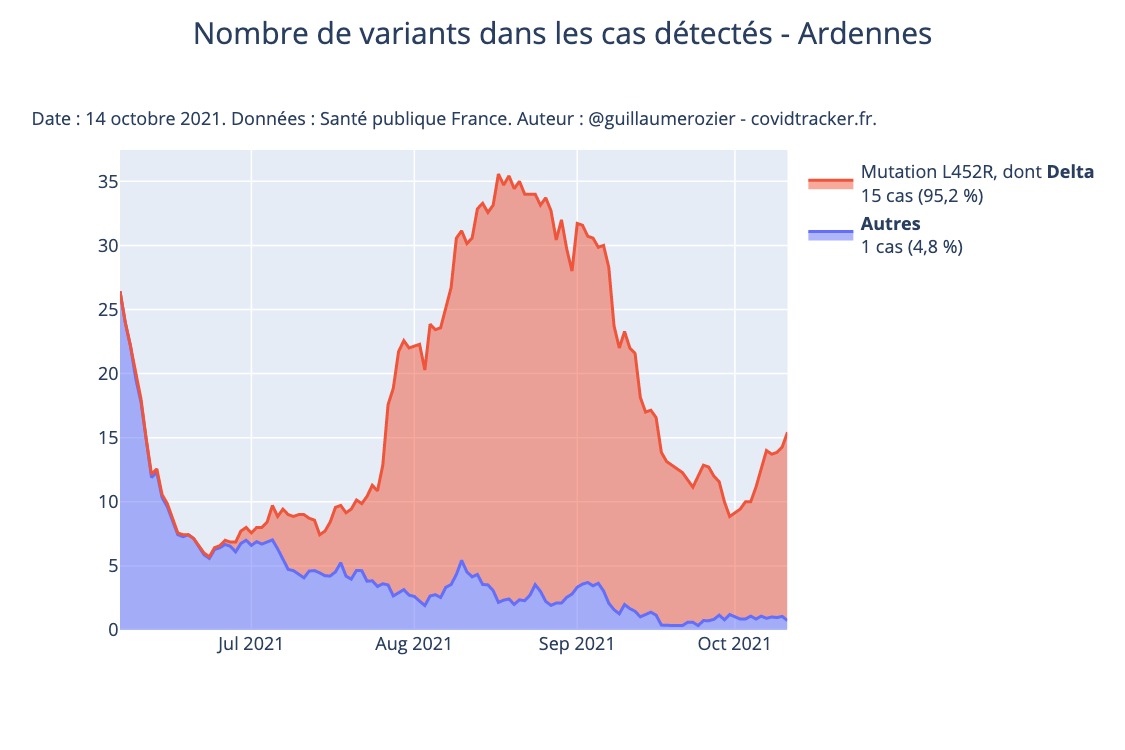 Nombre de variants dans les cas détectés - Ardennes
Date : 14 octobre 2021. Données : Santé publique France. Auteur : @guillaumerozier - covidtracker.fr.
Mutation L452R, dont Delta
15 cas (95,2 %)
Autres
1 cas (4,8 %)
35
30
25
20
15
10
5
0
Jul 2021 Aug 2021 Sep 2021 Oct 2021